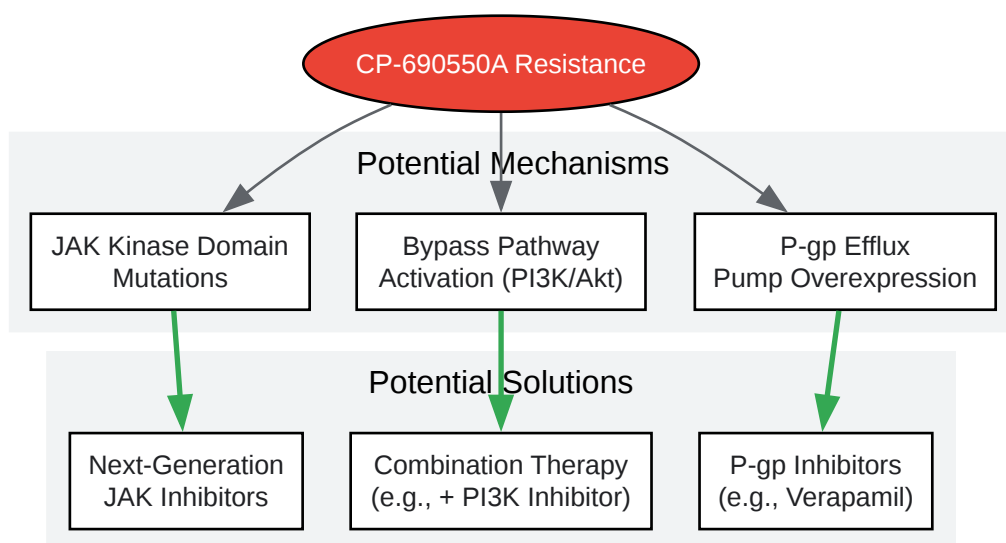 CP-690550A Resistance
Potential Mechanisms
JAK Kinase Domain
Mutations
Bypass Pathway
Activation (PI3K/Akt)
P-gp Efflux
Pump Overexpression
Potential Solutions
Next-Generation
JAK Inhibitors
Combination Therapy
(e.g., + PI3K Inhibitor)
P-gp Inhibitors
(e.g., Verapamil)